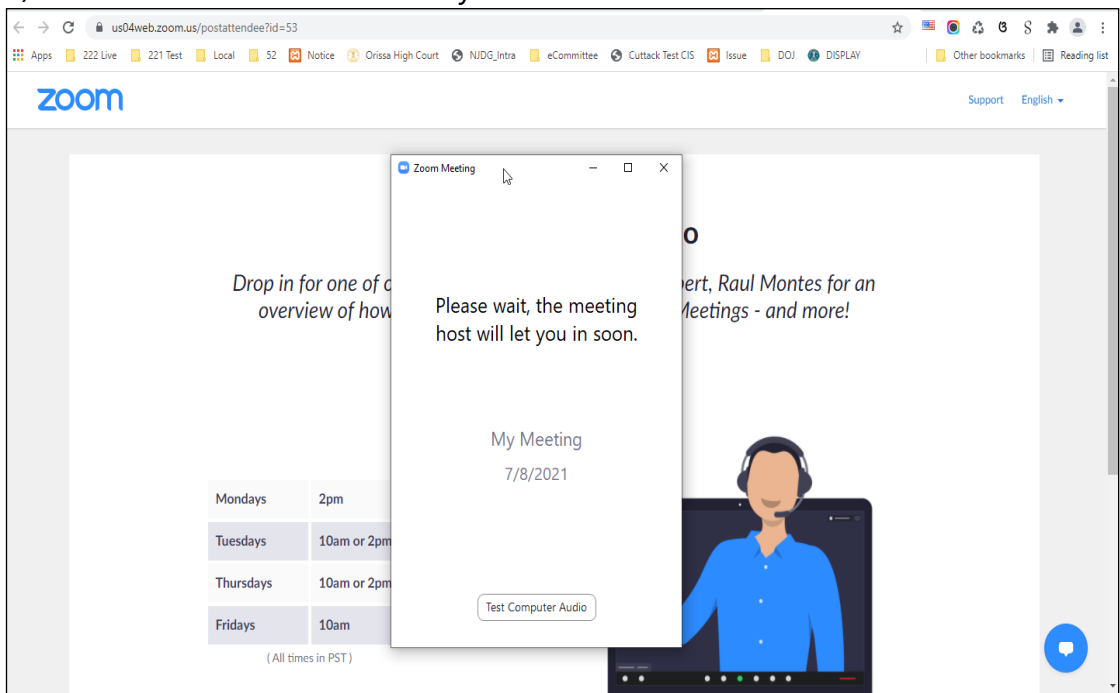 us04web.zoom.us/postattendee?id=53
Apps 222 Live 221 Test Local 52 Notice Orissa High Court NJDG_Intra eCommittee Cuttack Test CIS Issue DOJ DISPLAY Other bookmarks Reading list
zoom
Support English
Zoom Meeting
Drop in for one of
pert, Raul Montes for an
overview of how
Meetings - and more!
Please wait, the meeting
host will let you in soon.
My Meeting
7/8/2021
Mondays 2pm
Tuesdays 10am or 2pm
Thursdays 10am or 2pm
Fridays 10am
(All times in PST)
Test Computer Audio